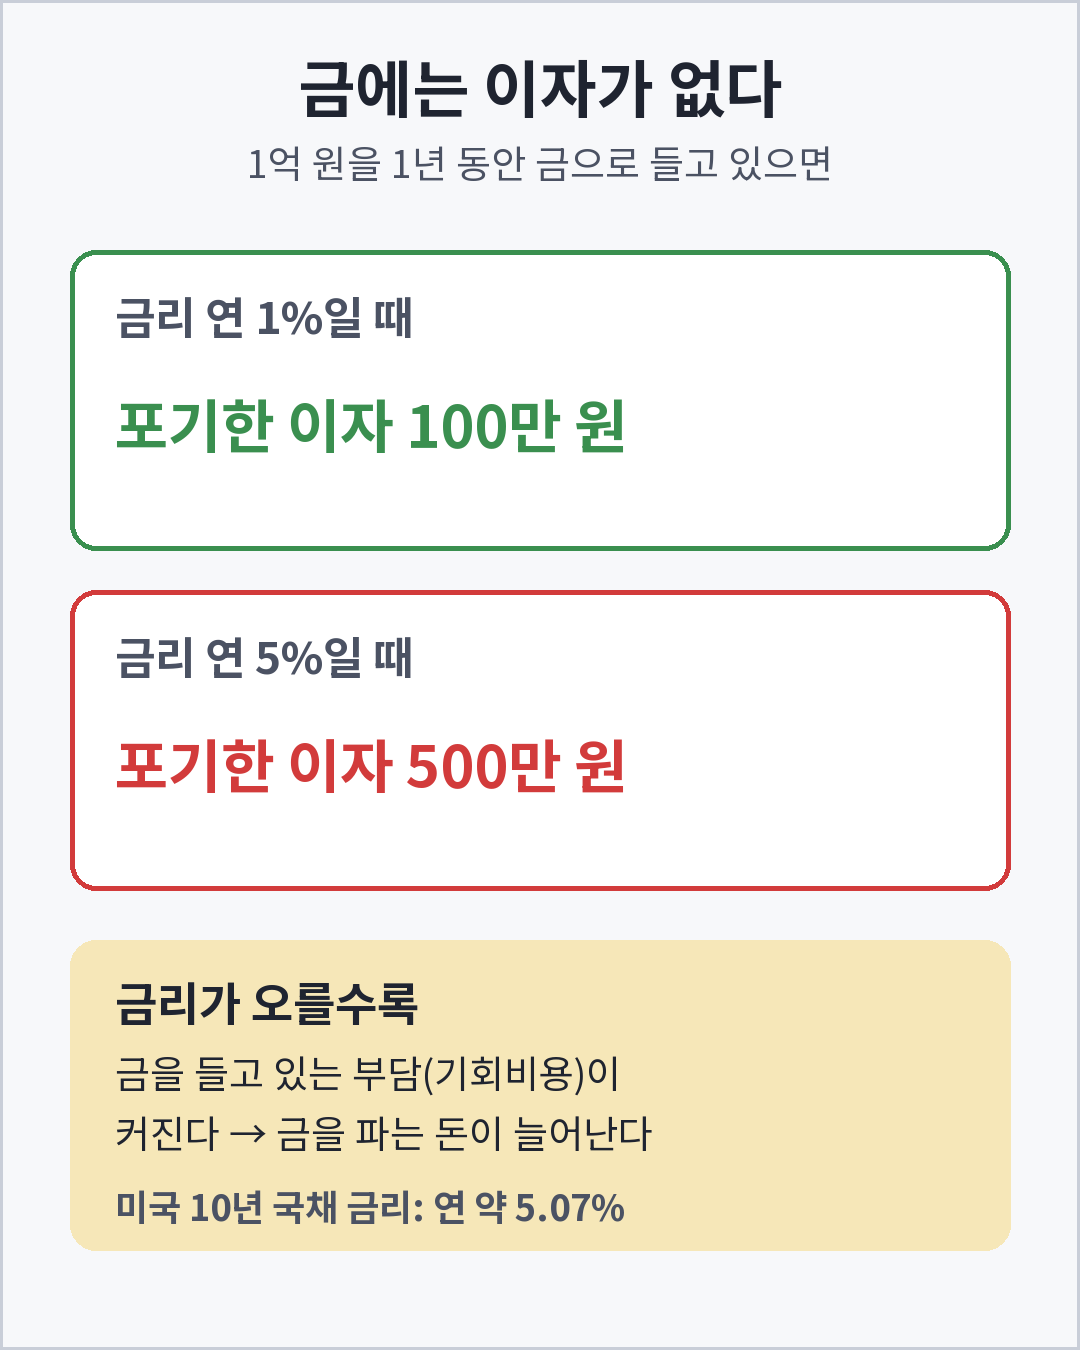 금에는 이자가 없다
1억 원을 1년 동안 금으로 들고 있으면
금리 연 1%일 때
포기한 이자 100만 원
금리 연 5%일 때
포기한 이자 500만 원
금리가 오를수록
금을 들고 있는 부담(기회비용)이
커진다 → 금을 파는 돈이 늘어난다
미국 10년 국채 금리: 연 약 5.07%